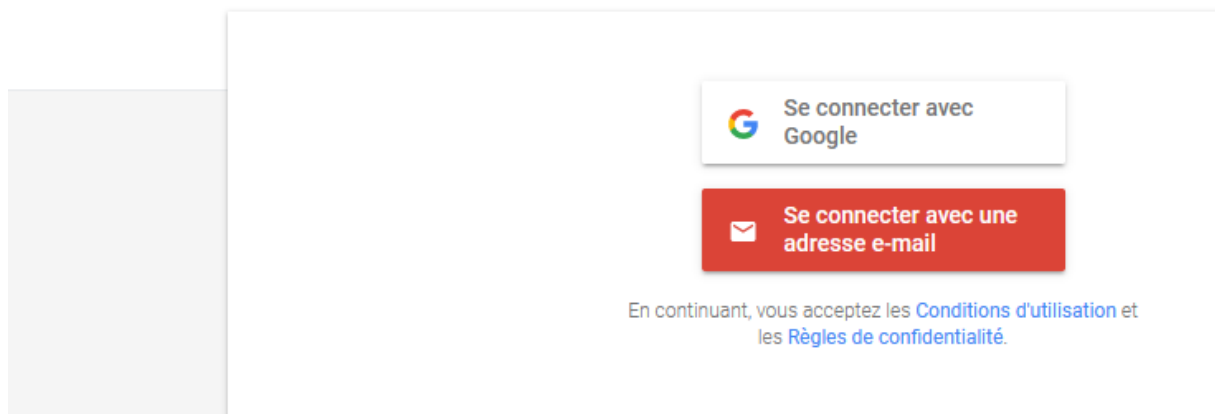 Se connecter avec
Google
Se connecter avec une
adresse e-mail
En continuant, vous acceptez les Conditions d'utilisation et
les Règles de confidentialité.